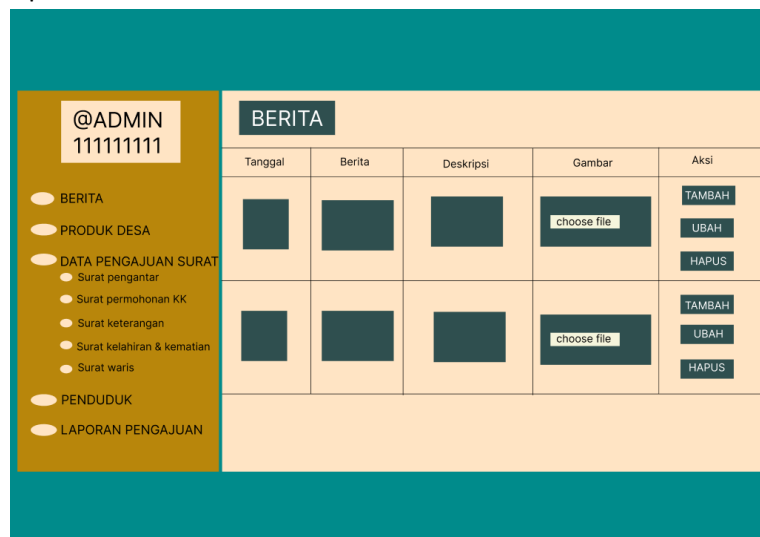 @ADMIN
111111111
BERITA
PRODUK DESA
DATA PENGAJUAN SURAT
Surat pengantar
Surat permohonan KK
Surat keterangan
Surat kelahiran & kematian
Surat waris
PENDUDUK
LAPORAN PENGAJUAN
BERITA
Tanggal Berita Deskripsi Gambar Aksi
choose file
TAMBAH
UBAH
HAPUS
choose file
TAMBAH
UBAH
HAPUS